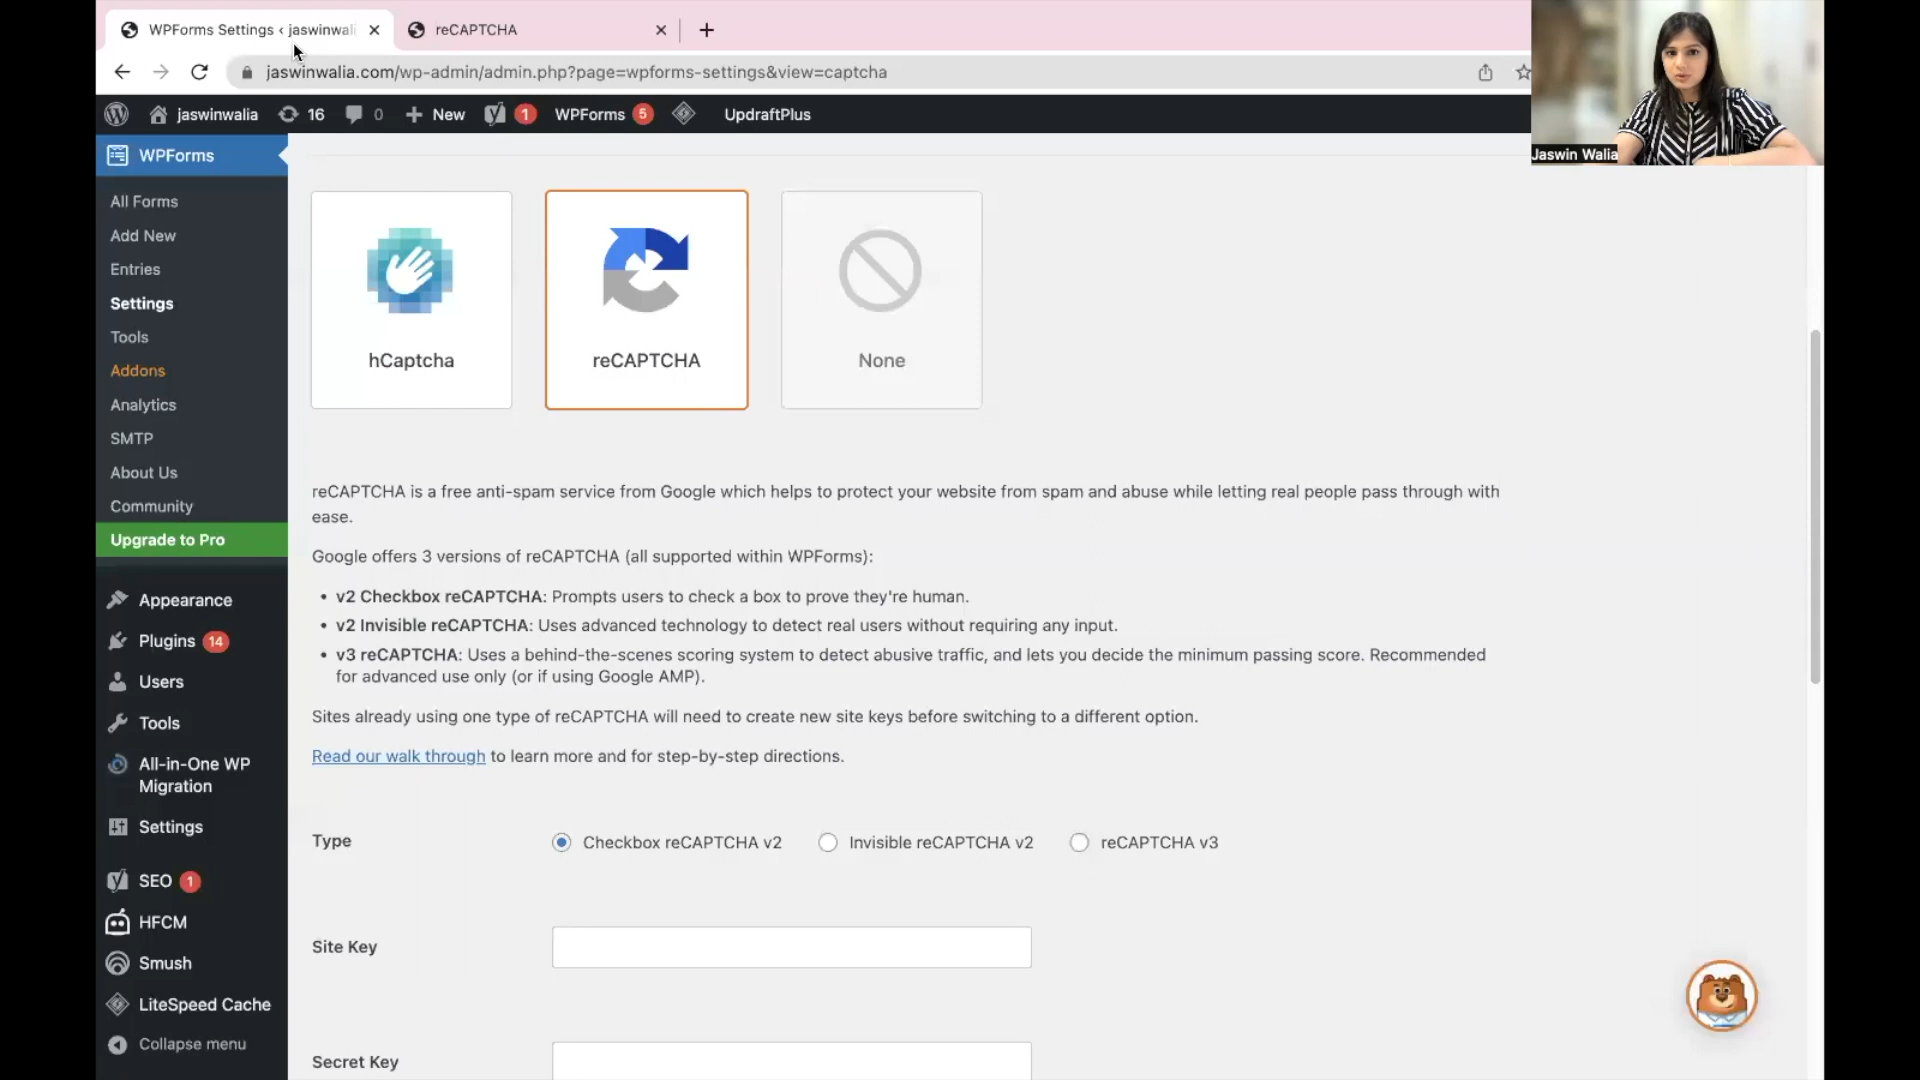 WPForms Settings ‹ jaswinwali
reCAPTCHA
jaswinwalia.com/wp-admin/admin.php?page=wpforms-settings&view=captcha
jaswinwalia
16
0
New
1
WPForms 5
UpdraftPlus
Jaswin Walia
WPForms
All Forms
Add New
Entries
Settings
Tools
Addons
Analytics
SMTP
About Us
Community
Upgrade to Pro
Appearance
Plugins 14
Users
Tools
All-in-One WP
Migration
Settings
SEO 1
HFCM
Smush
LiteSpeed Cache
Collapse menu
hCaptcha
reCAPTCHA
None
reCAPTCHA is a free anti-spam service from Google which helps to protect your website from spam and abuse while letting real people pass through with
ease.
Google offers 3 versions of reCAPTCHA (all supported within WPForms):
• v2 Checkbox reCAPTCHA: Prompts users to check a box to prove they're human.
• v2 Invisible reCAPTCHA: Uses advanced technology to detect real users without requiring any input.
• v3 reCAPTCHA: Uses a behind-the-scenes scoring system to detect abusive traffic, and lets you decide the minimum passing score. Recommended
for advanced use only (or if using Google AMP).
Sites already using one type of reCAPTCHA will need to create new site keys before switching to a different option.
Read our walk through to learn more and for step-by-step directions.
Type
Checkbox reCAPTCHA v2
Invisible reCAPTCHA v2
reCAPTCHA v3
Site Key
Secret Key